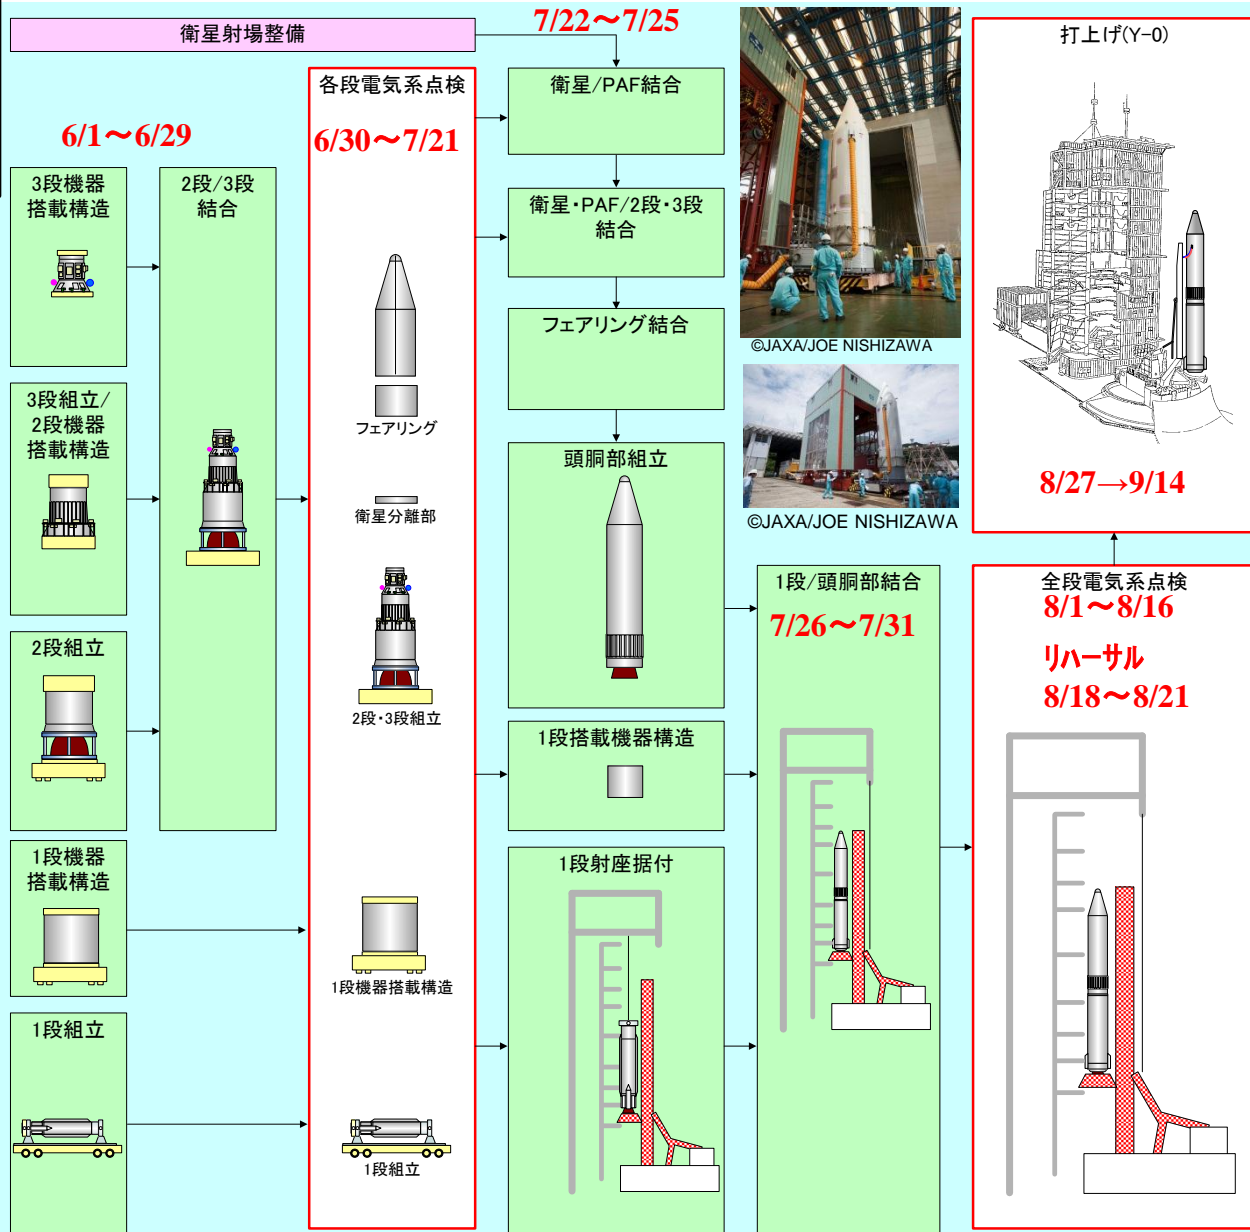 衛星射場整備
7/22～7/25
打上げ(Y-0)
各段電気系点検
衛星/PAF結合
6/1～6/29
6/30～7/21
3段機器
搭載構造
2段/3段
結合
衛星・PAF/2段・3段
結合
フェアリング結合
©JAXA/JOE NISHIZAWA
3段組立/
2段機器
搭載構造
フェアリング
頭胴部組立
8/27→9/14
衛星分離部
©JAXA/JOE NISHIZAWA
1段/頭胴部結合
7/26～7/31
全段電気系点検
8/1～8/16
リハーサル
8/18～8/21
2段組立
2段・3段組立
1段搭載機器構造
1段機器
搭載構造
1段射座据付
1段機器搭載構造
1段組立
1段組立